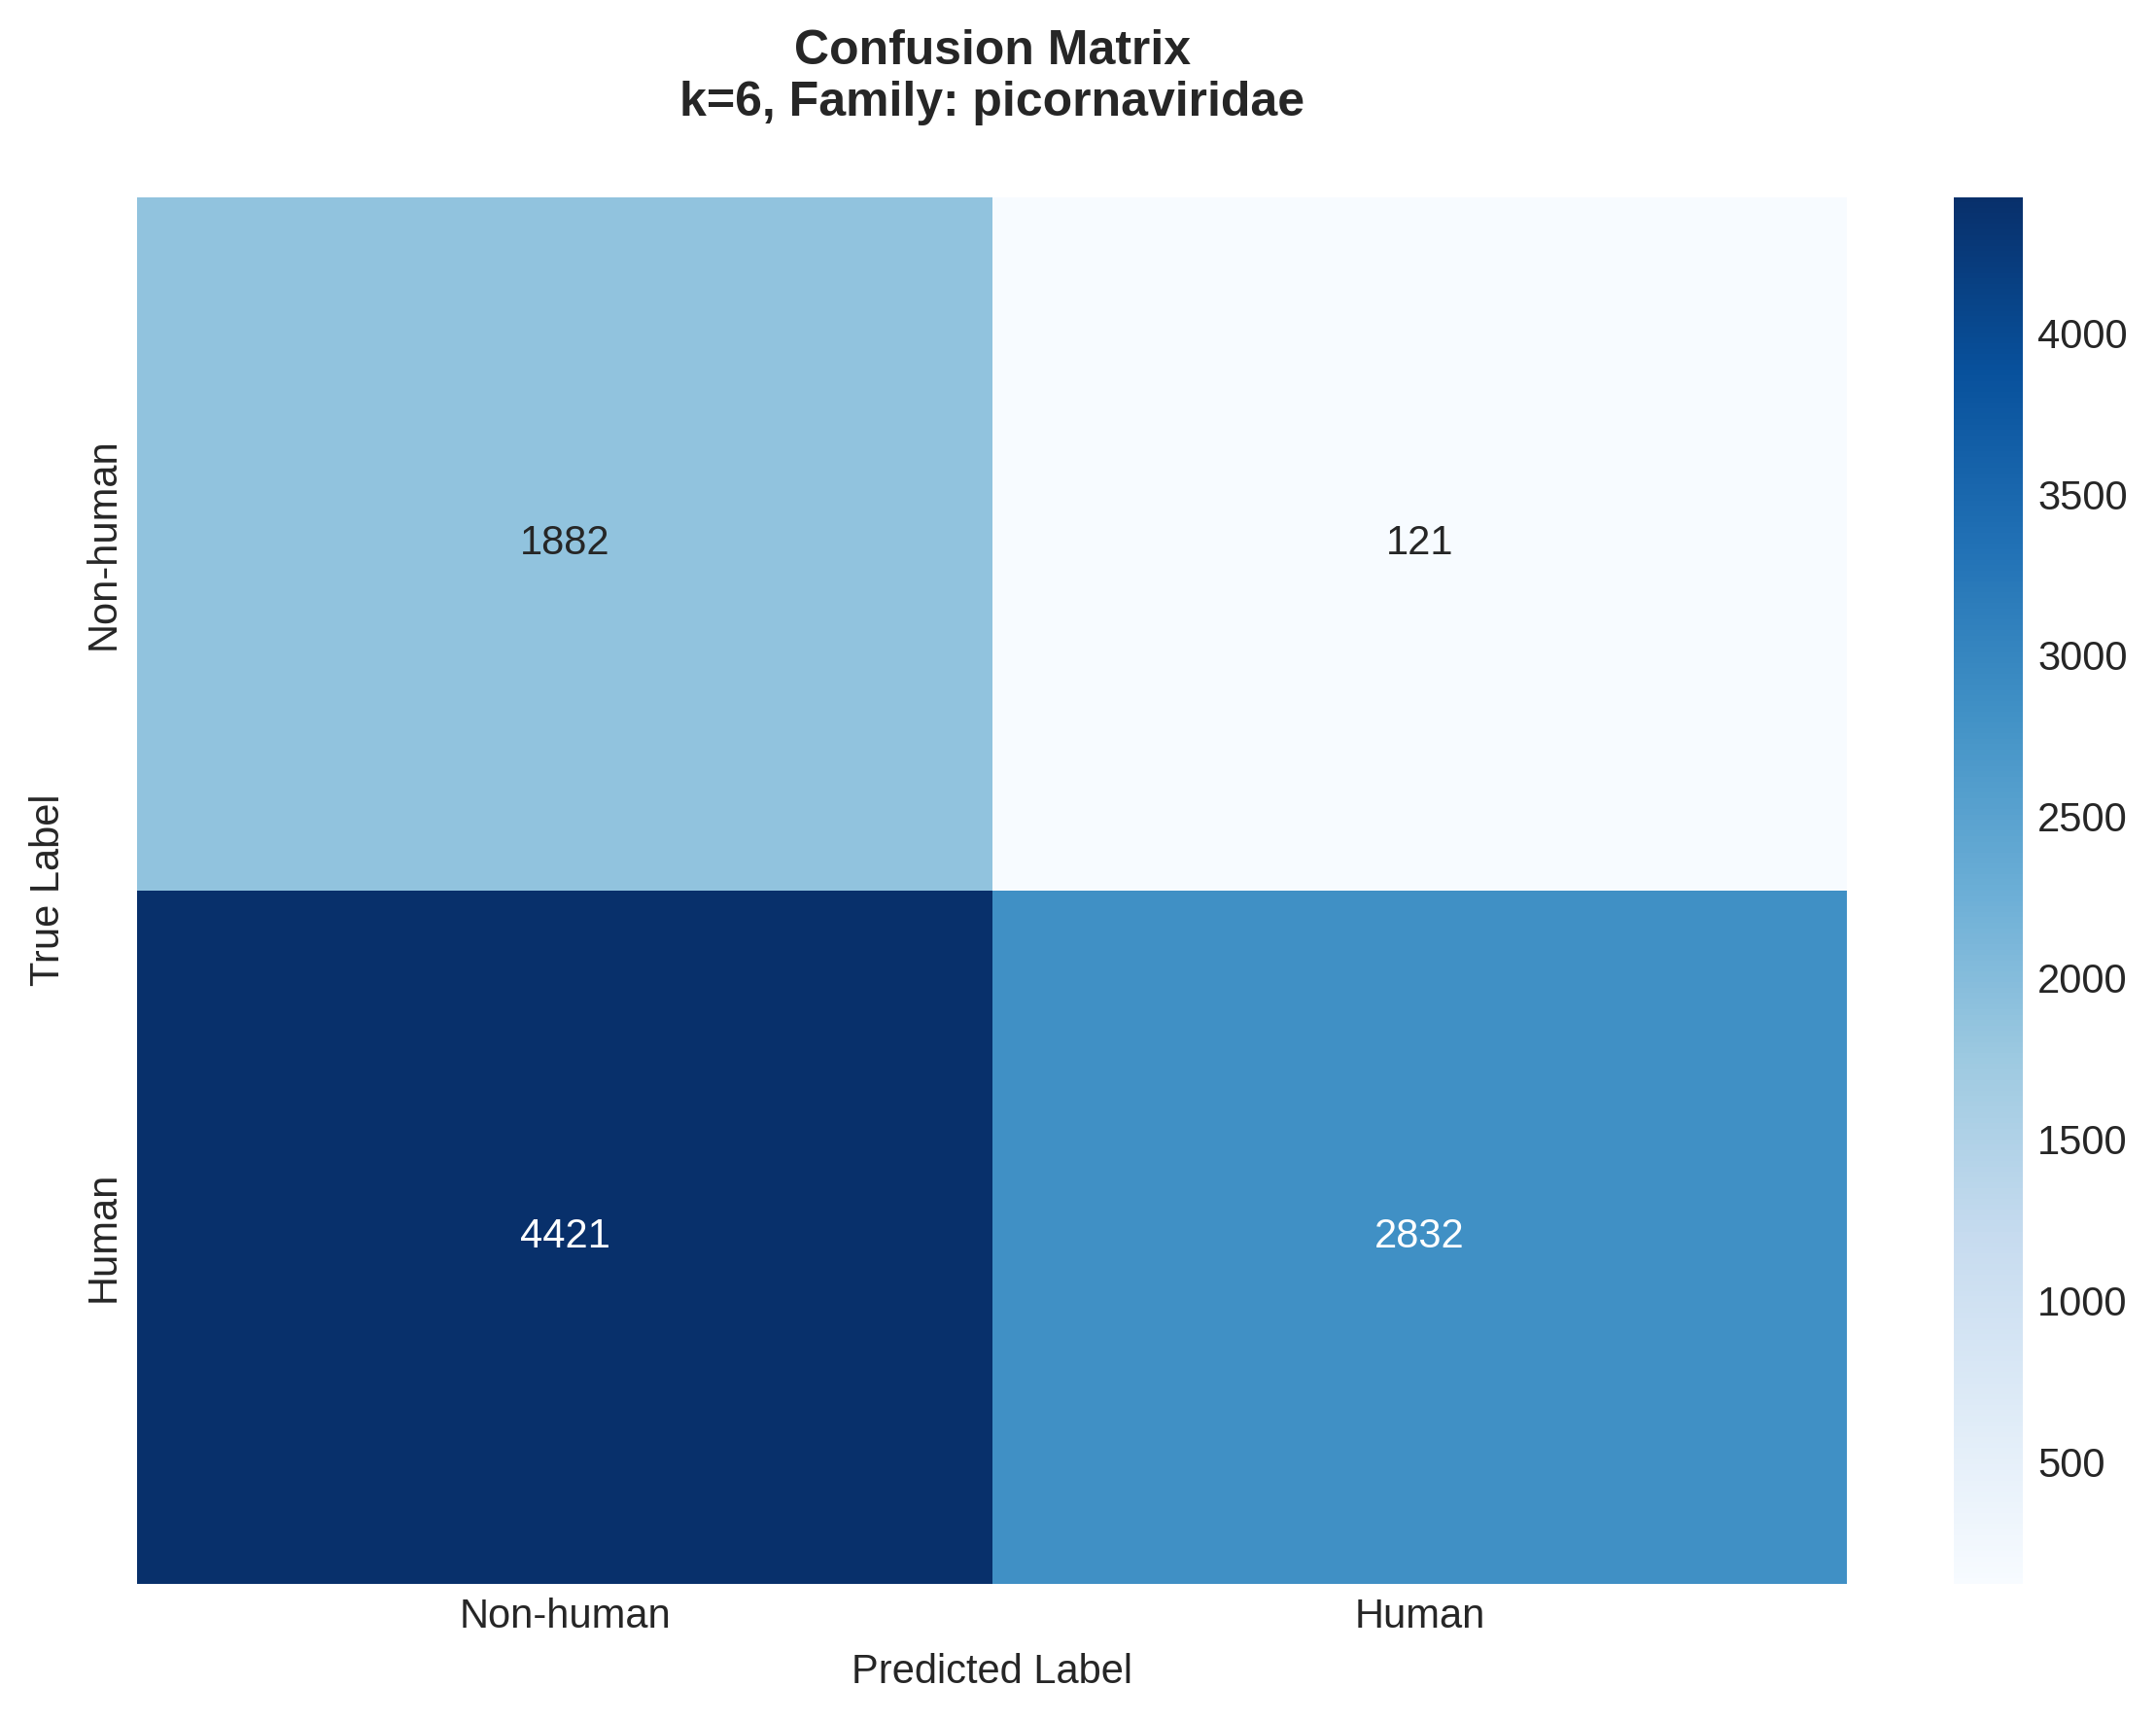 Confusion Matrix
k=6, Family: picornaviridae
True Label
Non-human
Human
1882
121
4421
2832
Non-human
Human
Predicted Label
4000
3500
3000
2500
2000
1500
1000
500